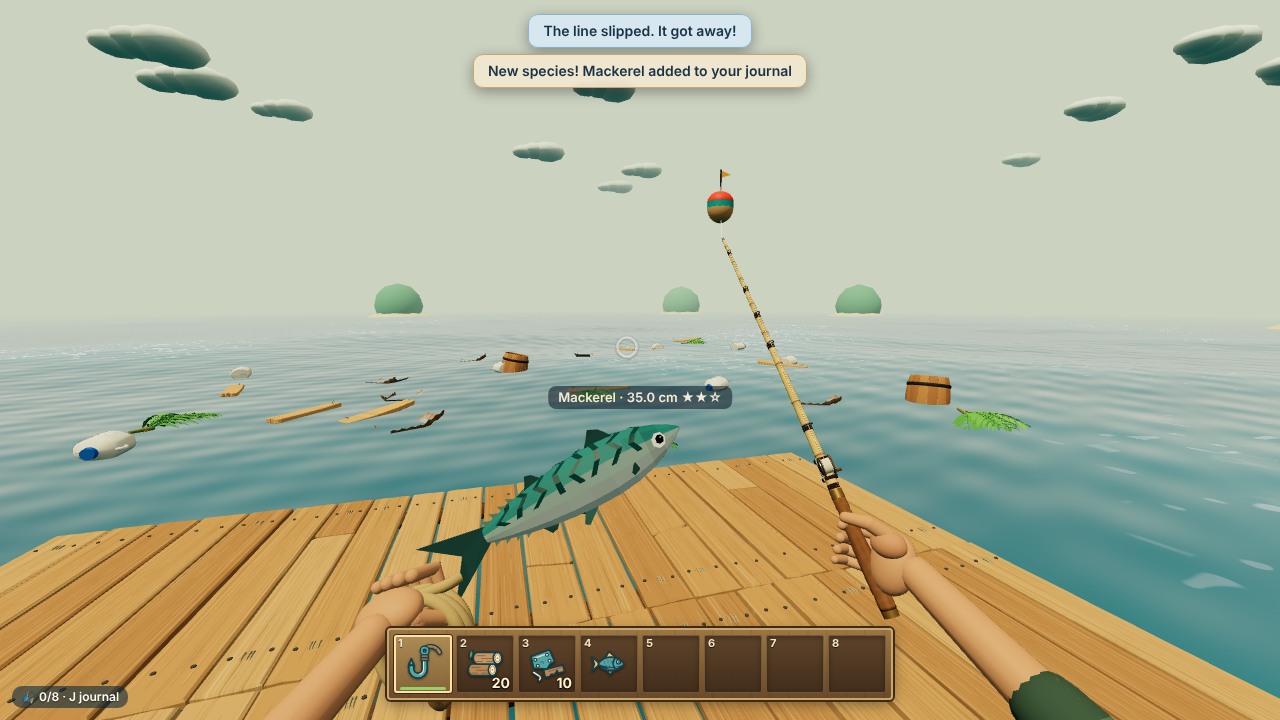 The line slipped. It got away!
New species! Mackerel added to your journal
Mackerel · 35.0 cm ★★☆
1 2 3 4 5 6 7 8
20 10
0/8 · J journal